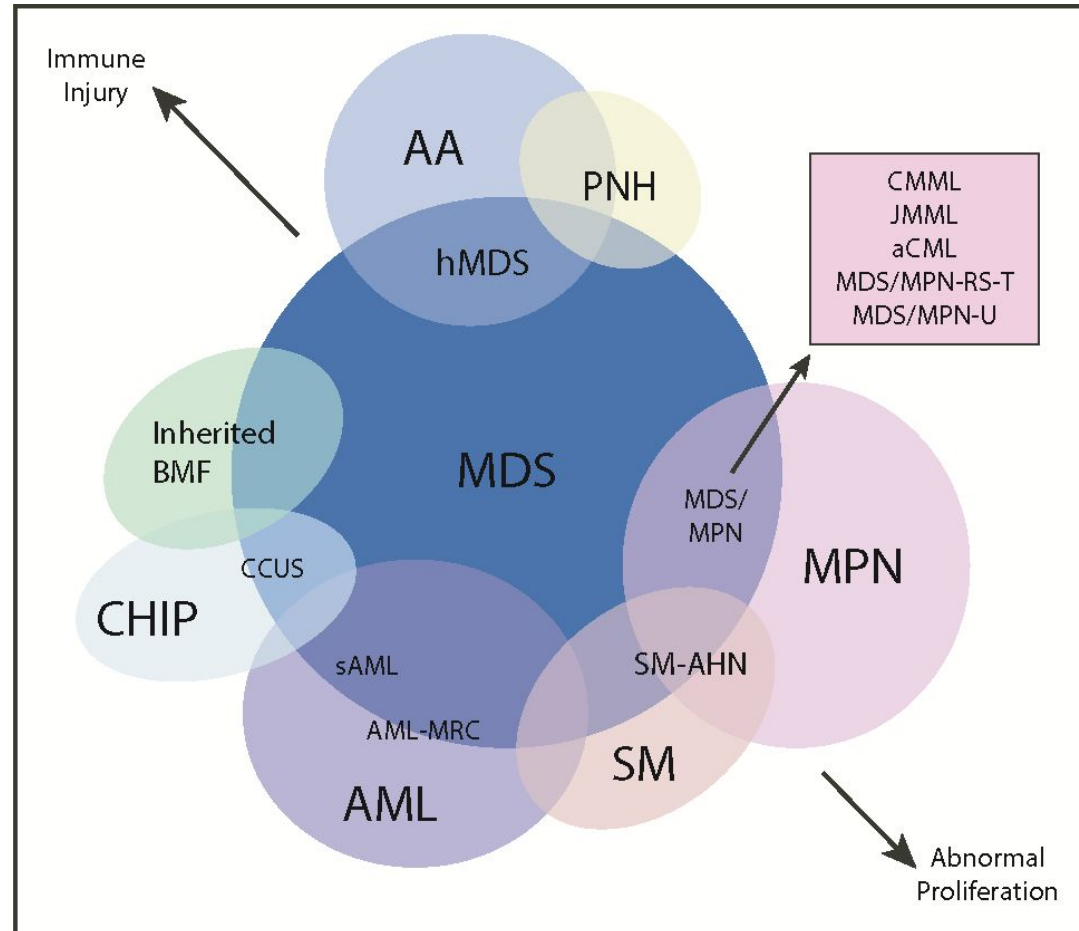 Immune
Injury
AA
PNH
hMDS
CMML
JMML
aCML
MDS/MPN-RS-T
MDS/MPN-U
Inherited
BMF
MDS
MDS/
MPN
MPN
CCUS
CHIP
sAML
SM-AHN
AML-MRC
SM
AML
Abnormal
Proliferation